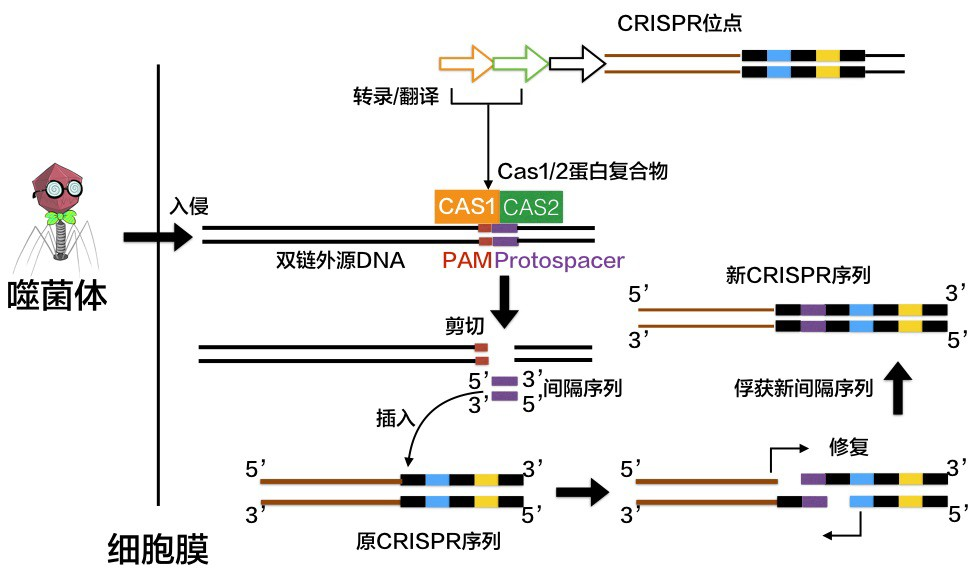 CRISPR位点
转录/翻译
Cas1/2蛋白复合物
CAS1 CAS2
入侵
双链外源DNA
PAM Protospacer
噬菌体
新CRISPR序列
5’ 3’
3’ 5’
剪切
5’ 3’
3’ 5’
间隔序列
俘获新间隔序列
插入
修复
5’ 3’
3’ 5’
5’ 3’
3’ 5’
原CRISPR序列
细胞膜